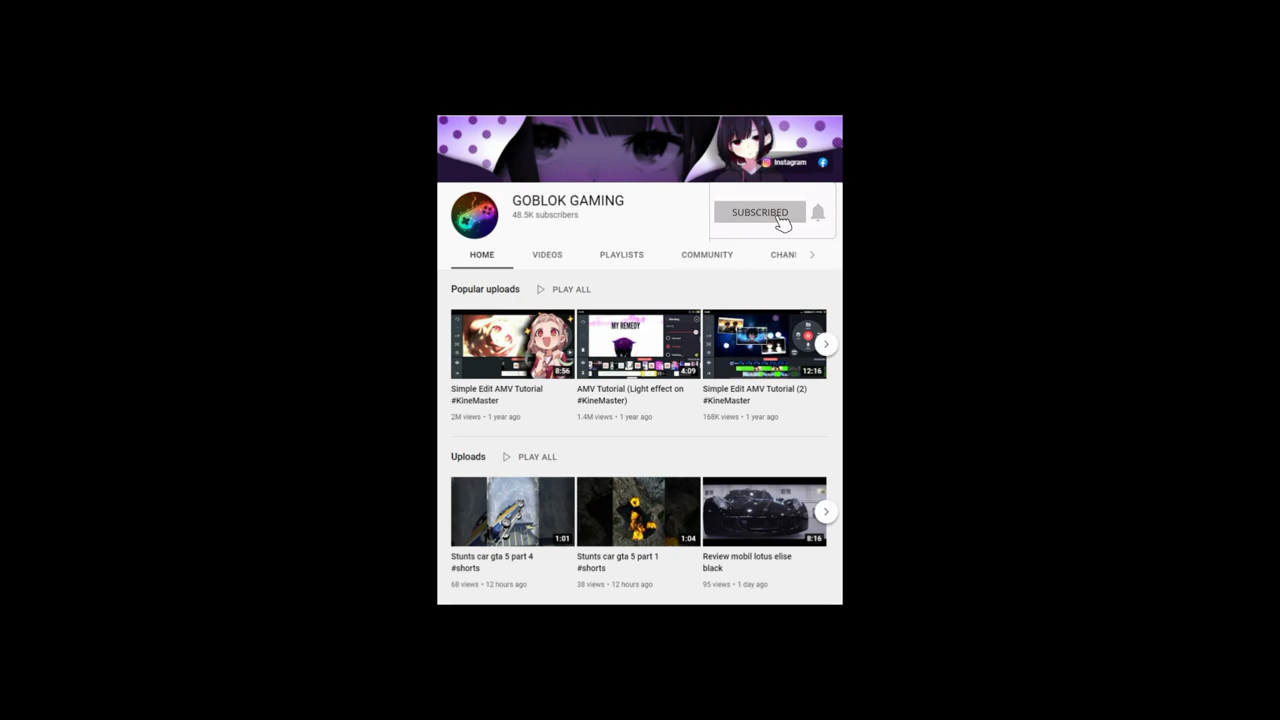 Instagram
GOBLOK GAMING
48.5K subscribers
SUBSCRIBED
HOME VIDEOS PLAYLISTS COMMUNITY CHAN
Popular uploads PLAY ALL
MY REMEDY
8:56 4:09 12:16
Simple Edit AMV Tutorial AMV Tutorial (Light effect on Simple Edit AMV Tutorial (2)
#KineMaster #KineMaster) #KineMaster
2M views • 1 year ago 1.4M views • 1 year ago 168K views • 1 year ago
Uploads PLAY ALL
1:01 1:04 8:16
Stunts car gta 5 part 4 Stunts car gta 5 part 1 Review mobil lotus elise
#shorts #shorts black
68 views • 12 hours ago 38 views • 12 hours ago 95 views • 1 day ago